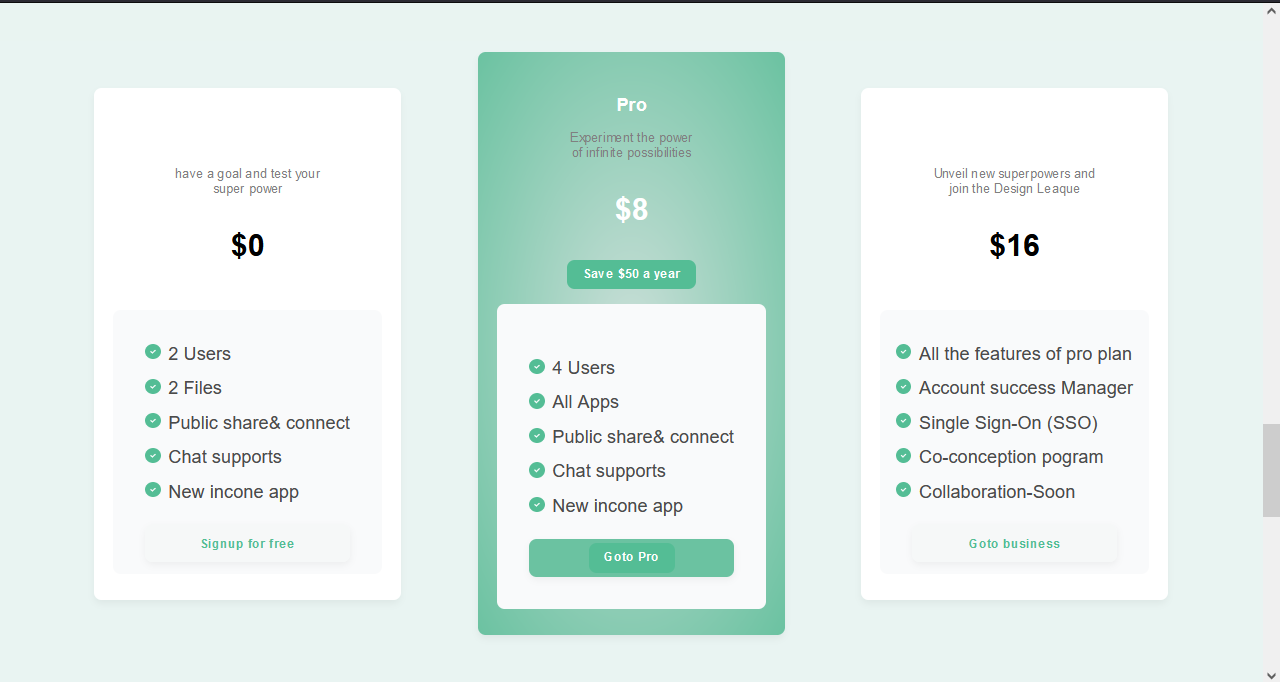 have a goal and test your
super power
$0
2 Users
2 Files
Public share& connect
Chat supports
New incone app
Signup for free
Pro
Experiment the power
of infinite possibilities
$8
Save $50 a year
4 Users
All Apps
Public share& connect
Chat supports
New incone app
Goto Pro
Unveil new superpowers and
join the Design Leaque
$16
All the features of pro plan
Account success Manager
Single Sign-On (SSO)
Co-conception pogram
Collaboration-Soon
Goto business